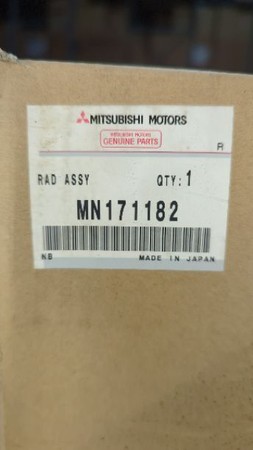 MITSUBISHI MOTORS
MITSUBISHI MOTORS
GENUINE PARTS
R
RAD ASSY QTY:1
MN171182
NB MADE IN JAPAN